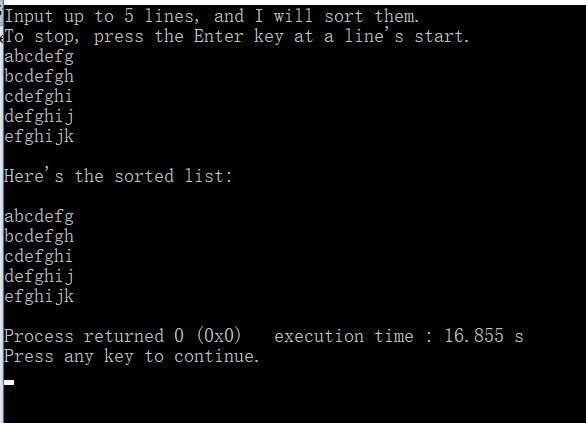 Input up to 5 lines, and I will sort them.
To stop, press the Enter key at a line's start.
abcdefg
bcdefgh
cdefghi
defghij
efghijk
Here's the sorted list:
abcdefg
bcdefgh
cdefghi
defghij
efghijk
Process returned 0 (0x0)   execution time : 16.855 s
Press any key to continue.